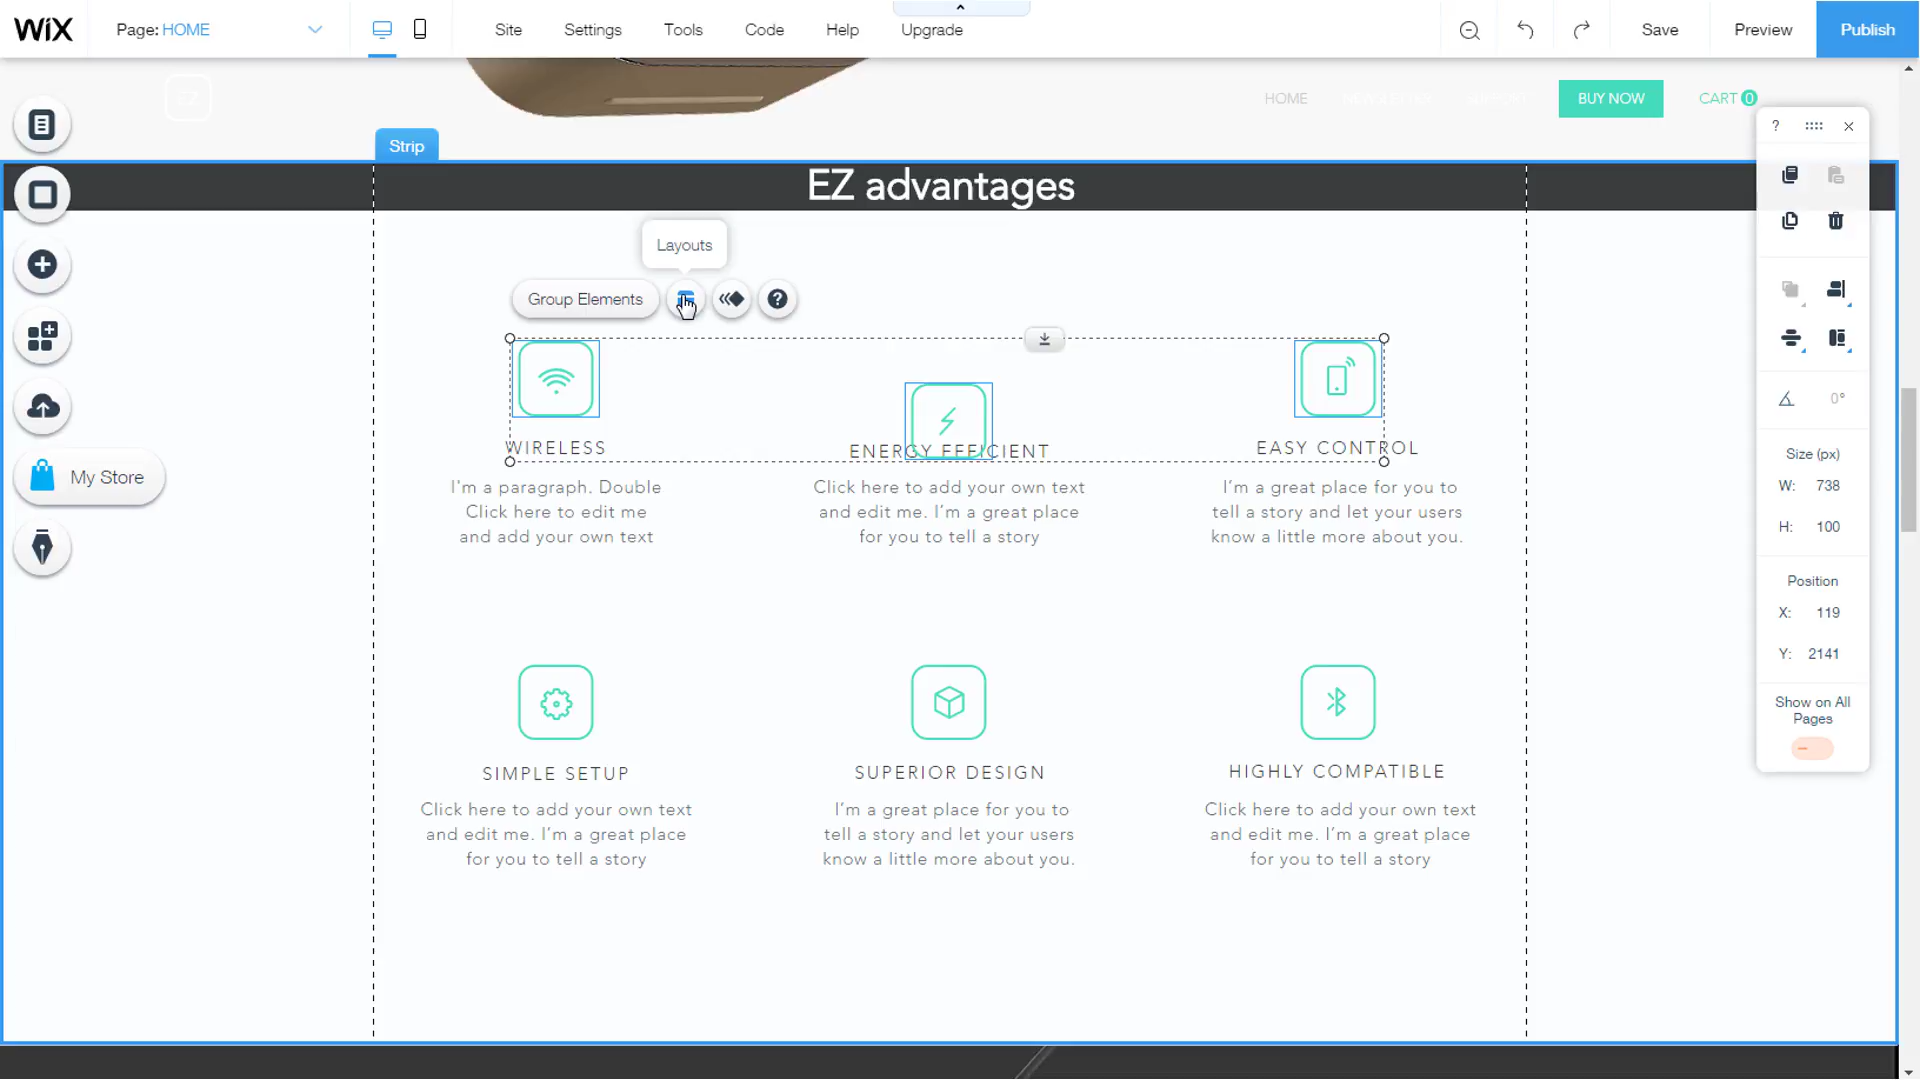 WiX
Page: HOME
Site
Settings
Tools
Code
Help
Upgrade
Save
Preview
Publish
EZ
HOME
NEWSLETTER
SUPPORT
BUY NOW
CART 0
Strip
EZ advantages
Layouts
Group Elements
?
WIRELESS
I'm a paragraph. Double
Click here to edit me
and add your own text
ENERGY EFFICIENT
Click here to add your own text
and edit me. I'm a great place
for you to tell a story
EASY CONTROL
I'm a great place for you to
tell a story and let your users
know a little more about you.
My Store
SIMPLE SETUP
Click here to add your own text
and edit me. I'm a great place
for you to tell a story
SUPERIOR DESIGN
I'm a great place for you to
tell a story and let your users
know a little more about you.
HIGHLY COMPATIBLE
Click here to add your own text
and edit me. I'm a great place
for you to tell a story
?
0°
Size (px)
W: 738
H: 100
Position
X: 119
Y: 2141
Show on All
Pages